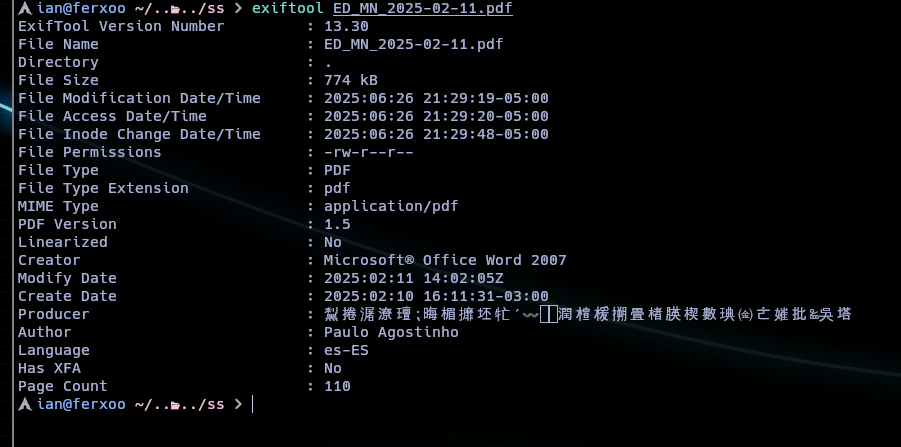 ian@ferxoo ~/../../ss > exiftool ED_MN_2025-02-11.pdf
ExifTool Version Number : 13.30
File Name : ED_MN_2025-02-11.pdf
Directory : .
File Size : 774 kB
File Modification Date/Time : 2025:06:26 21:29:19-05:00
File Access Date/Time : 2025:06:26 21:29:20-05:00
File Inode Change Date/Time : 2025:06:26 21:29:48-05:00
File Permissions : -rw-r--r--
File Type : PDF
File Type Extension : pdf
MIME Type : application/pdf
PDF Version : 1.5
Linearized : No
Creator : Microsoft® Office Word 2007
Modify Date : 2025:02:11 14:02:05Z
Create Date : 2025:02:10 16:11:31-03:00
Producer :
Author : Paulo Agostinho
Language : es-ES
Has XFA : No
Page Count : 110
ian@ferxoo ~/../../ss >